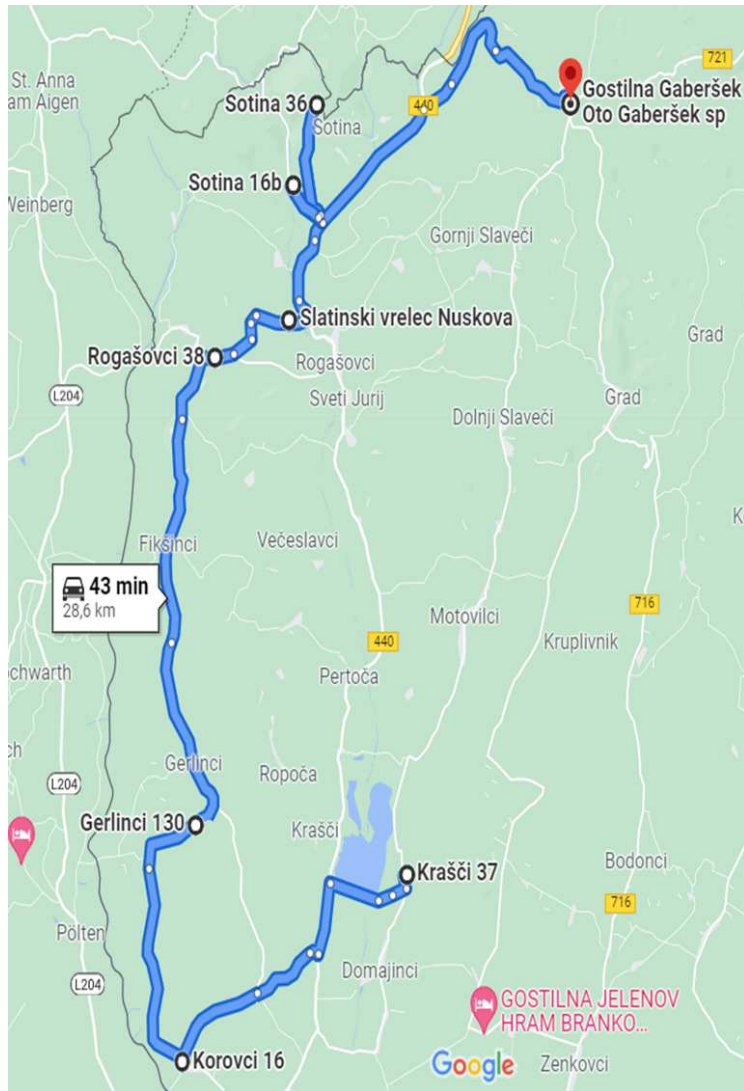 721
St. Anna
am Aigen
Sotina 36
Sotina
440
Gostilna Gaberšek
Oto Gaberšek sp
Sotina 16b
Weinberg
Gornji Slaveči
Slatinski vrelec Nuskova
Rogašovci 38
Rogašovci
Grad
L204
Sveti Jurij
Grad
Dolnji Slaveči
Fikšinci
Večeslavci
43 min
28,6 km
716
Motovilci
440
Kruplivnik
Pertoča
Gerlinci
Ropoča
L204
Gerlinci 130
Krašči
Krašči 37
Bodonci
716
Pölten
Domajinci
L204
GOSTILNA JELENOV
HRAM BRANKO...
Korovci 16
Google
Zenkovci